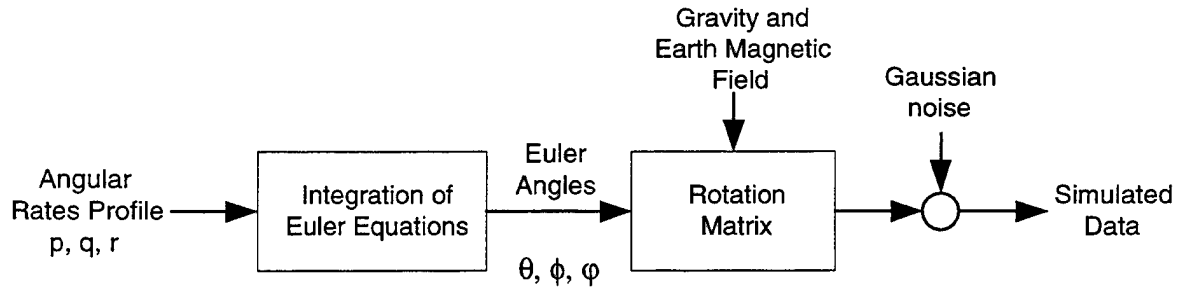 Gravity and
Earth Magnetic
Field
Gaussian
noise
Angular
Rates Profile
p, q, r
Integration of
Euler Equations
Euler
Angles
θ, ϕ, φ
Rotation
Matrix
Simulated
Data